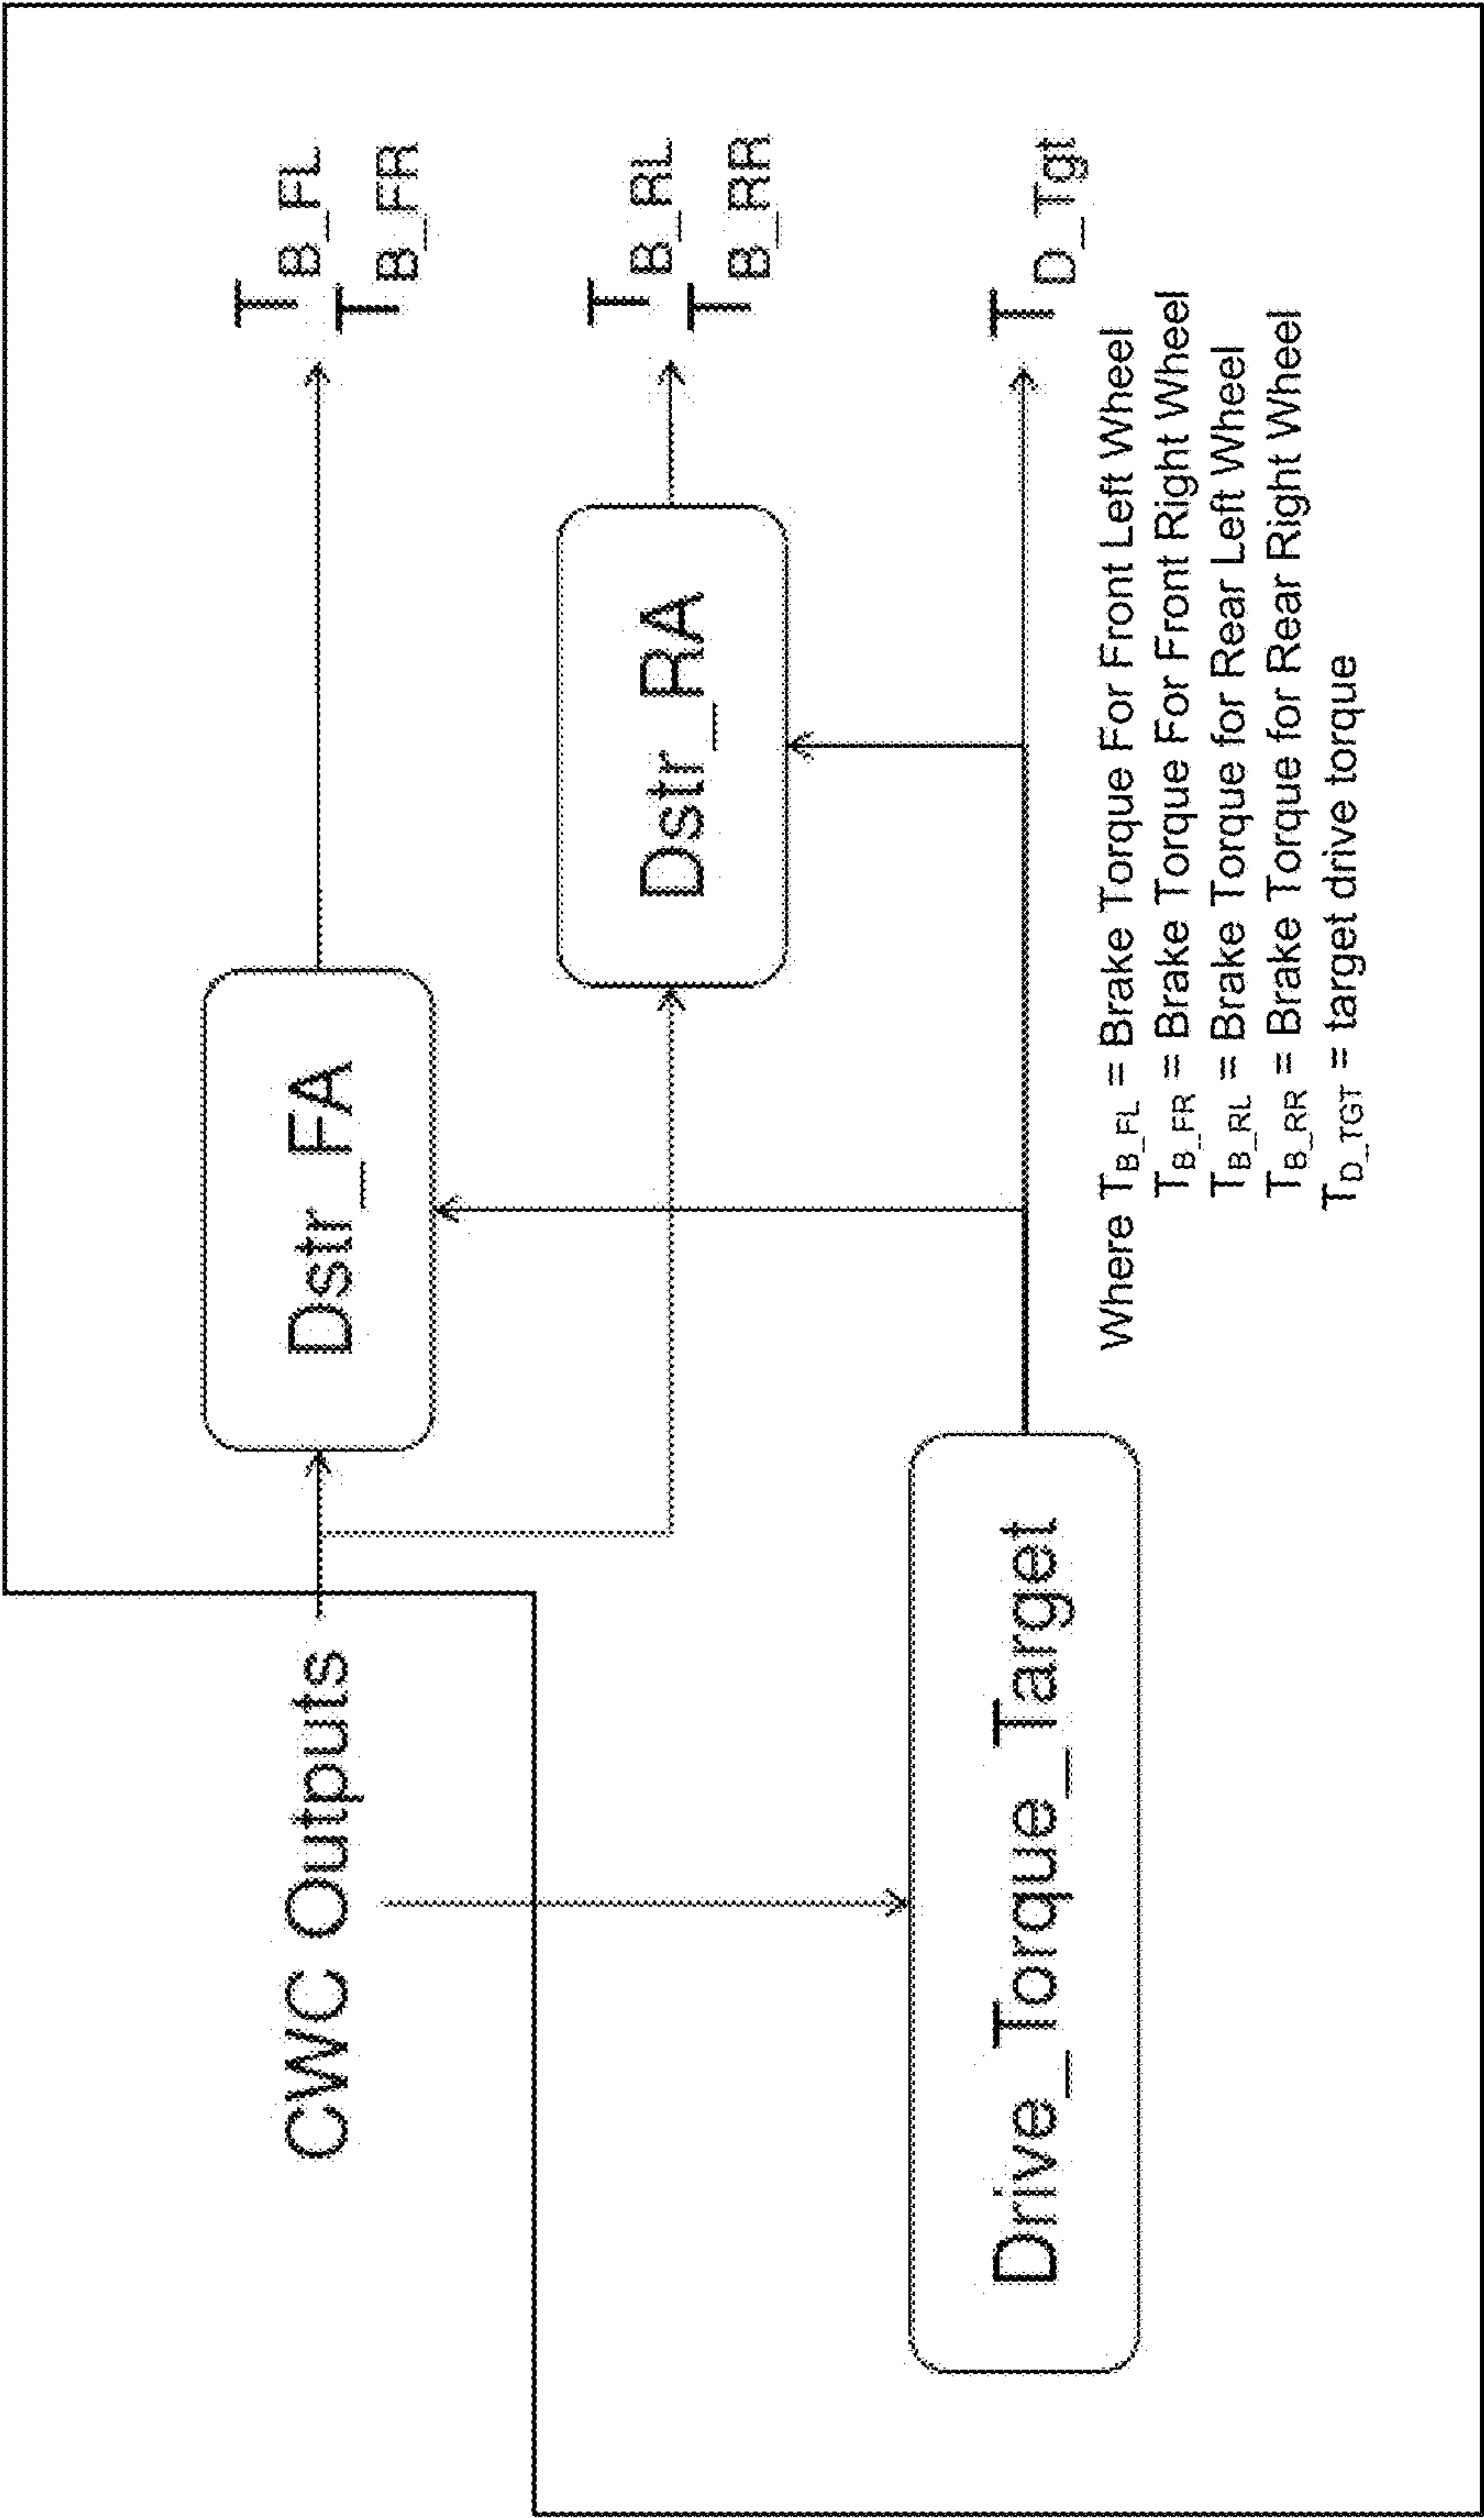 CWC Outputs
Dstr_FA
T B_FL
T B_FR
Dstr_RA
T B_RL
T B_RR
Drive_Torque_Target
T D_Tgt
Where T B_FL = Brake Torque For Front Left Wheel
T B_FR = Brake Torque For Front Right Wheel
T B_RL = Brake Torque for Rear Left Wheel
T B_RR = Brake Torque for Rear Right Wheel
T D_TGT = target drive torque